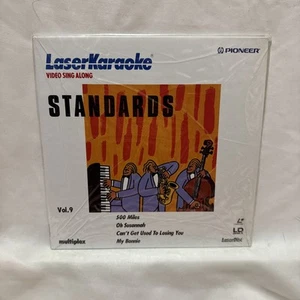 LaserKaraoke®
PIONEER
VIDEO SING ALONG
STANDARDS
Vol.9
500 Miles
Oh Susannah
Can't Get Used To Losing You
My Bonnie
multiplex
LD
LaserDisc